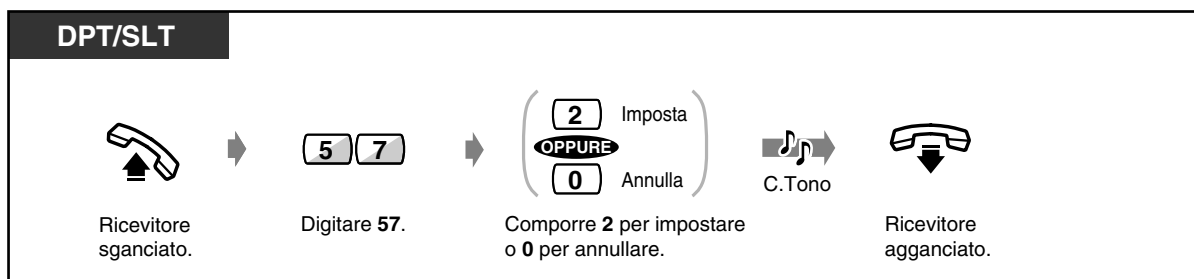 DPT/SLT
5 7
2 Imposta
OPPURE
0 Annulla
C.Tono
Ricevitore
sganciato.
Digitare 57.
Comporre 2 per impostare
o 0 per annullare.
Ricevitore
agganciato.